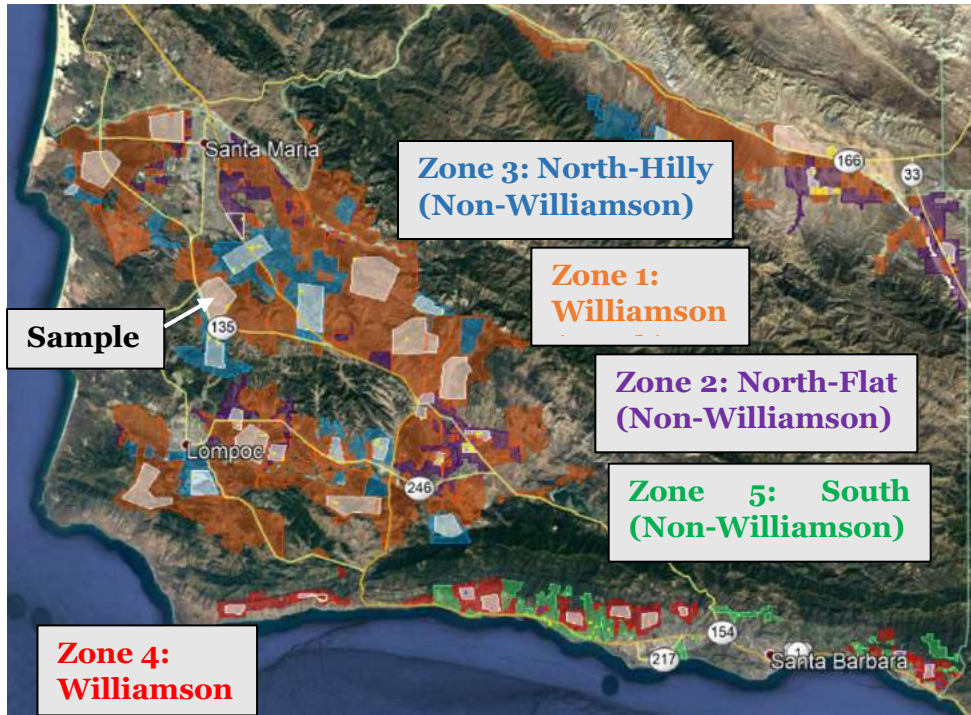 Santa Maria
Zone 3: North-Hilly
(Non-Williamson)
166
33
Zone 1:
Williamson
Sample
135
Zone 2: North-Flat
(Non-Williamson)
Lompoc
246
Zone 5: South
(Non-Williamson)
154
217
1
Santa Barbara
Zone 4:
Williamson